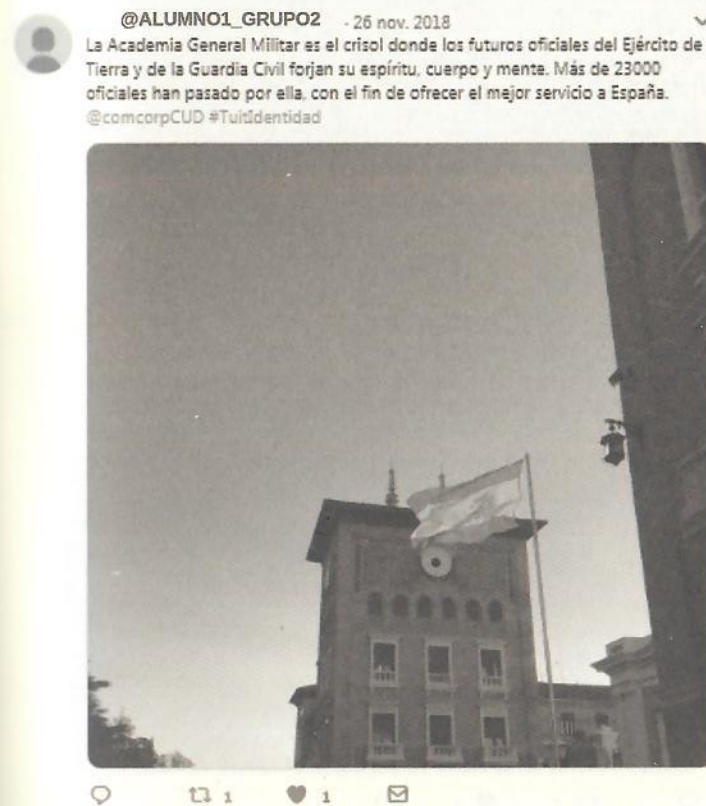 @ALUMNO1_GRUPO2 - 26 nov. 2018
La Academia General Militar es el crisol donde los futuros oficiales del Ejército de
Tierra y de la Guardia Civil forjan su espíritu, cuerpo y mente. Más de 23000
oficiales han pasado por ella, con el fin de ofrecer el mejor servicio a España.
@comcorpCUD #TuitIdentidad
1 1